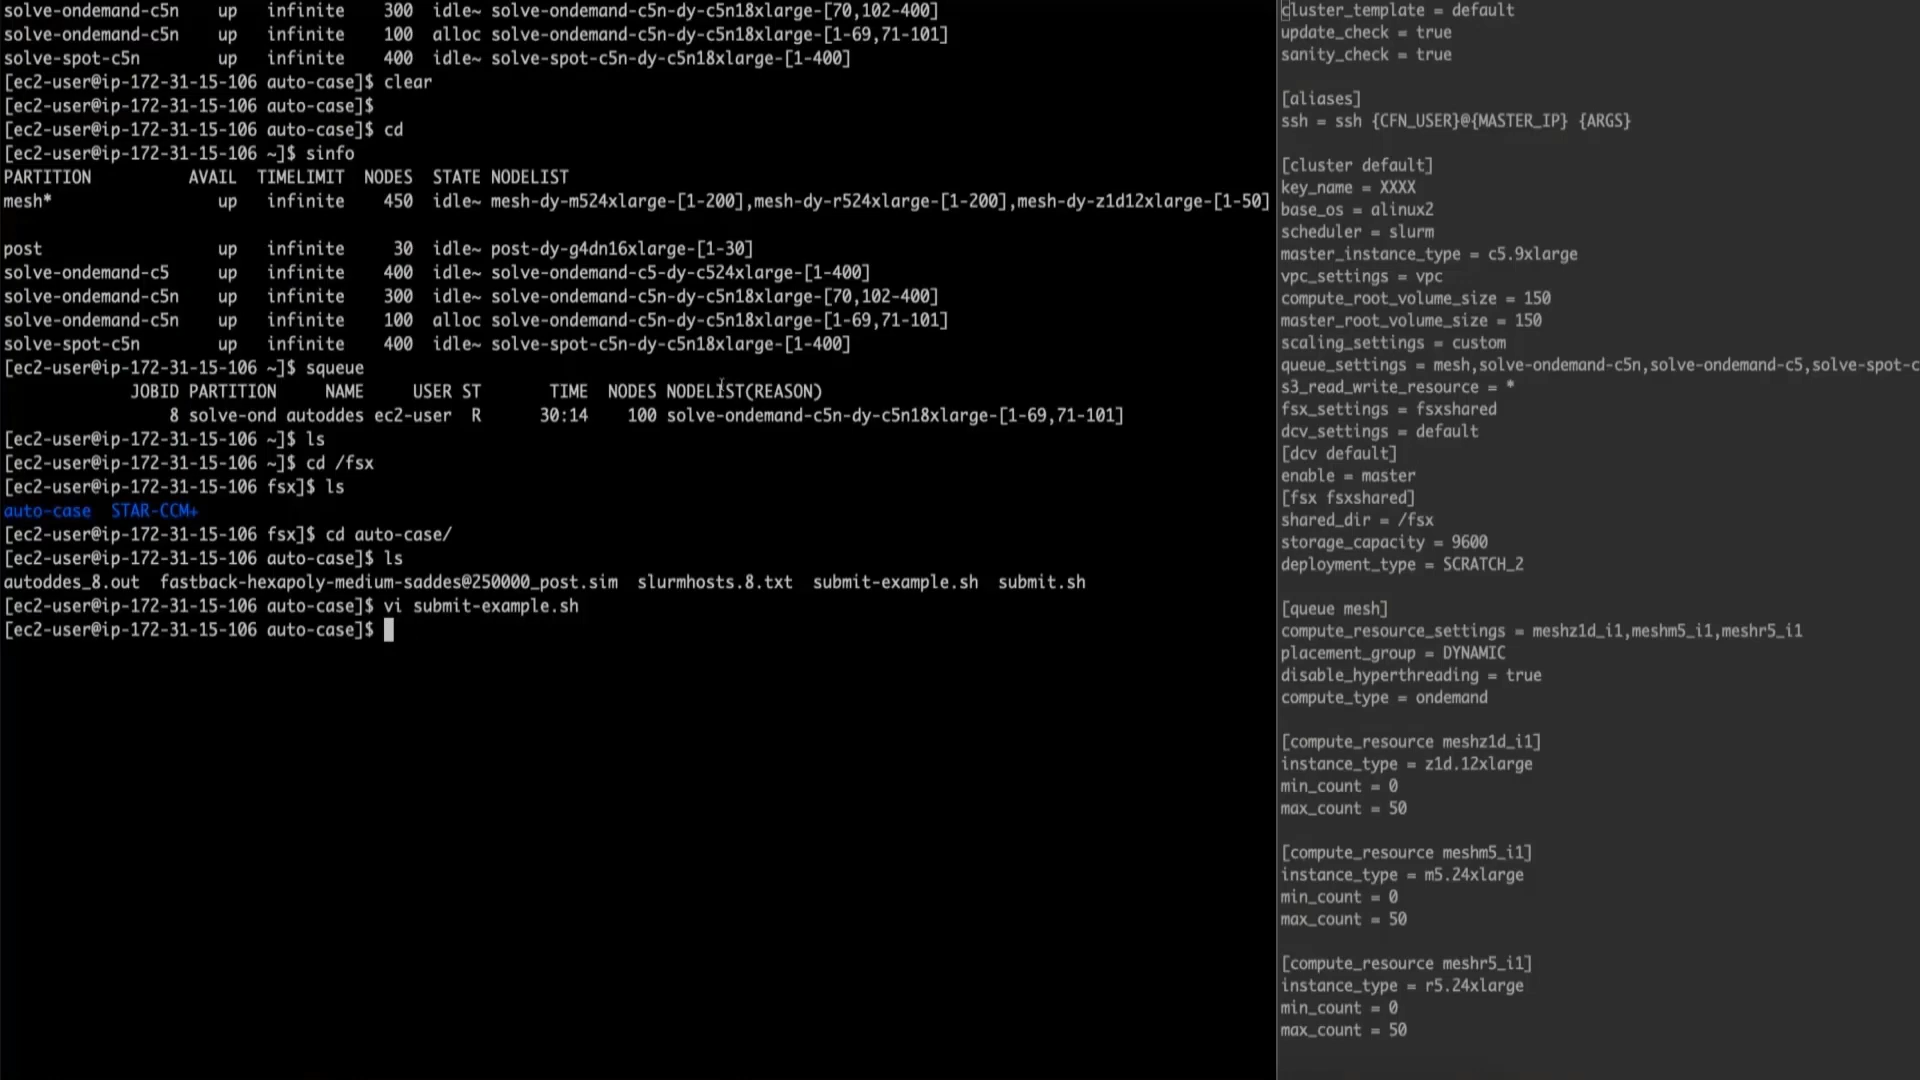 solve-ondemand-c5n    up   infinite    300  idle~ solve-ondemand-c5n-dy-c5n18xlarge-[70,102-400]
solve-ondemand-c5n    up   infinite    100  alloc solve-ondemand-c5n-dy-c5n18xlarge-[1-69,71-101]
solve-spot-c5n        up   infinite    400  idle~ solve-spot-c5n-dy-c5n18xlarge-[1-400]
[ec2-user@ip-172-31-15-106 auto-case]$ clear
[ec2-user@ip-172-31-15-106 auto-case]$
[ec2-user@ip-172-31-15-106 auto-case]$ cd
[ec2-user@ip-172-31-15-106 ~]$ sinfo
PARTITION          AVAIL  TIMELIMIT  NODES  STATE NODELIST
mesh*                 up   infinite    450  idle~ mesh-dy-m524xlarge-[1-200],mesh-dy-r524xlarge-[1-200],mesh-dy-z1d12xlarge-[1-50]
post                  up   infinite     30  idle~ post-dy-g4dn16xlarge-[1-30]
solve-ondemand-c5     up   infinite    400  idle~ solve-ondemand-c5-dy-c524xlarge-[1-400]
solve-ondemand-c5n    up   infinite    300  idle~ solve-ondemand-c5n-dy-c5n18xlarge-[70,102-400]
solve-ondemand-c5n    up   infinite    100  alloc solve-ondemand-c5n-dy-c5n18xlarge-[1-69,71-101]
solve-spot-c5n        up   infinite    400  idle~ solve-spot-c5n-dy-c5n18xlarge-[1-400]
[ec2-user@ip-172-31-15-106 ~]$ squeue
             JOBID PARTITION     NAME     USER ST       TIME  NODES NODELIST(REASON)
                 8 solve-ond autoddes ec2-user  R      30:14    100 solve-ondemand-c5n-dy-c5n18xlarge-[1-69,71-101]
[ec2-user@ip-172-31-15-106 ~]$ ls
[ec2-user@ip-172-31-15-106 ~]$ cd /fsx
[ec2-user@ip-172-31-15-106 fsx]$ ls
auto-case  STAR-CCM+
[ec2-user@ip-172-31-15-106 fsx]$ cd auto-case/
[ec2-user@ip-172-31-15-106 auto-case]$ ls
autoddes_8.out  fastback-hexapoly-medium-saddes@250000_post.sim  slurmhosts.8.txt  submit-example.sh  submit.sh
[ec2-user@ip-172-31-15-106 auto-case]$ vi submit-example.sh
[ec2-user@ip-172-31-15-106 auto-case]$
cluster_template = default
update_check = true
sanity_check = true
[aliases]
ssh = ssh {CFN_USER}@{MASTER_IP} {ARGS}
[cluster default]
key_name = XXXX
base_os = alinux2
scheduler = slurm
master_instance_type = c5.9xlarge
vpc_settings = vpc
compute_root_volume_size = 150
master_root_volume_size = 150
scaling_settings = custom
queue_settings = mesh,solve-ondemand-c5n,solve-ondemand-c5,solve-spot-c
s3_read_write_resource = *
fsx_settings = fsxshared
dcv_settings = default
[dcv default]
enable = master
[fsx fsxshared]
shared_dir = /fsx
storage_capacity = 9600
deployment_type = SCRATCH_2
[queue mesh]
compute_resource_settings = meshz1d_i1,meshm5_i1,meshr5_i1
placement_group = DYNAMIC
disable_hyperthreading = true
compute_type = ondemand
[compute_resource meshz1d_i1]
instance_type = z1d.12xlarge
min_count = 0
max_count = 50
[compute_resource meshm5_i1]
instance_type = m5.24xlarge
min_count = 0
max_count = 50
[compute_resource meshr5_i1]
instance_type = r5.24xlarge
min_count = 0
max_count = 50